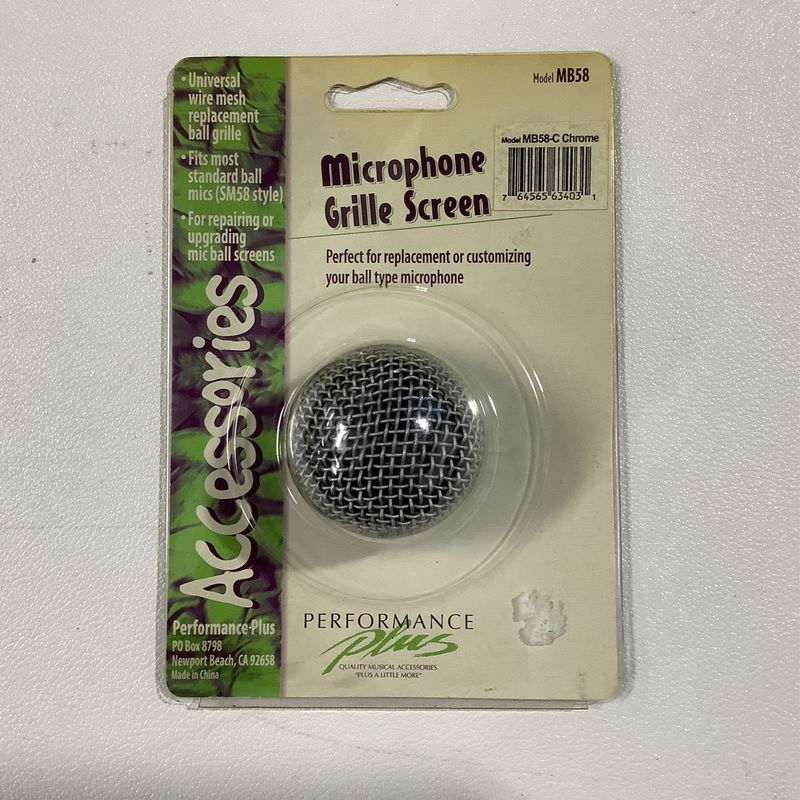 • Universal
wire mesh
replacement
ball grille
• Fits most
standard ball
mics (SM58 style)
• For repairing or
upgrading
mic ball screens
Accessories
Performance-Plus
PO Box 8798
Newport Beach, CA 92658
Made in China
Model MB58
Model MB58-C Chrome
7 64565 63403 1
Microphone
Grille Screen
Perfect for replacement or customizing
your ball type microphone
PERFORMANCE
plus
QUALITY MUSICAL ACCESSORIES
"PLUS A LITTLE MORE"